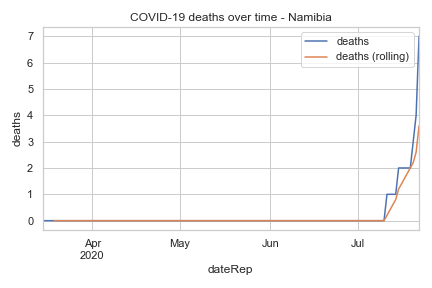 COVID-19 deaths over time - Namibia
deaths
deaths (rolling)
deaths
7
6
5
4
3
2
1
0
Apr
2020
May
Jun
Jul
dateRep